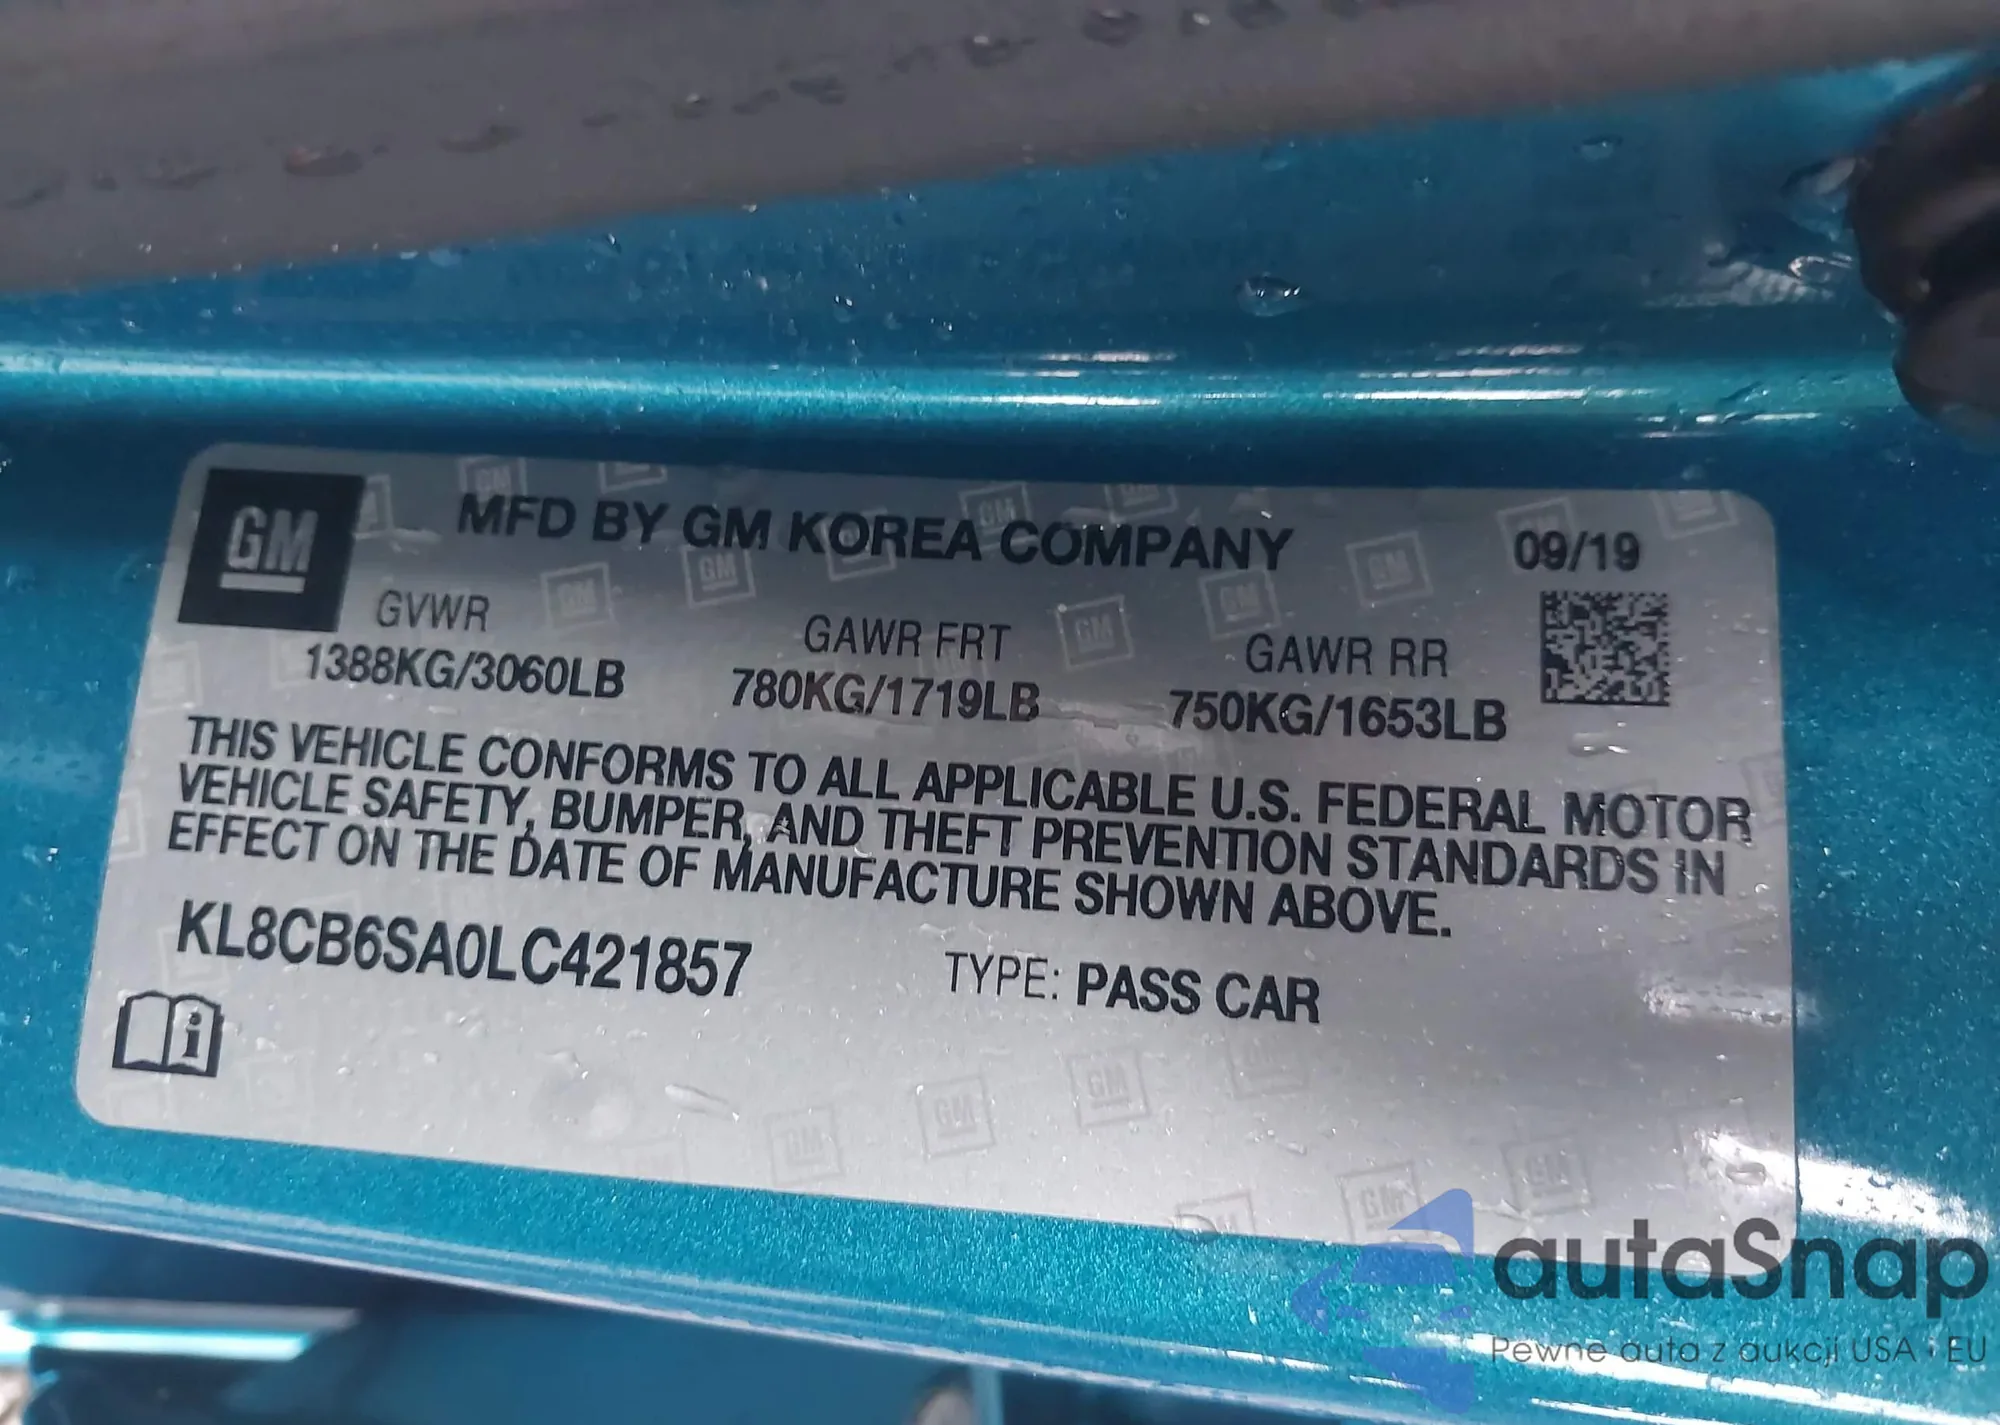 GM
MFD BY GM KOREA COMPANY
09/19
GVWR
GAWR FRT
GAWR RR
1388KG/3060LB
780KG/1719LB
750KG/1653LB
THIS VEHICLE CONFORMS TO ALL APPLICABLE U.S. FEDERAL MOTOR
VEHICLE SAFETY, BUMPER, AND THEFT PREVENTION STANDARDS IN
EFFECT ON THE DATE OF MANUFACTURE SHOWN ABOVE.
KL8CB6SA0LC421857
TYPE: PASS CAR
i
autaSnap
Pewne auta z aukcji USA i EU